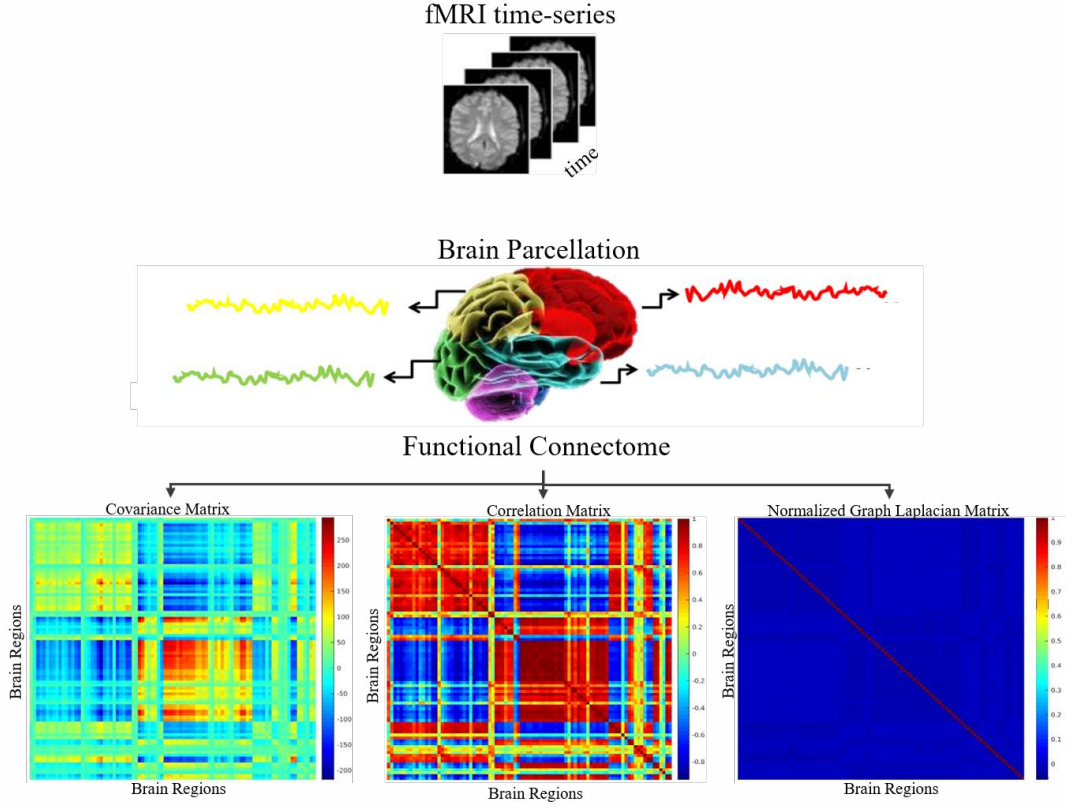 fMRI time-series
time
Brain Parcellation
Functional Connectome
Covariance Matrix
Brain Regions
250
200
150
100
50
0
-50
-100
-150
-200
Brain Regions
Correlation Matrix
Brain Regions
1
0.8
0.6
0.4
0.2
0
-0.2
-0.4
-0.6
-0.8
Brain Regions
Normalized Graph Laplacian Matrix
Brain Regions
1
0.9
0.8
0.7
0.6
0.5
0.4
0.3
0.2
0.1
0
Brain Regions